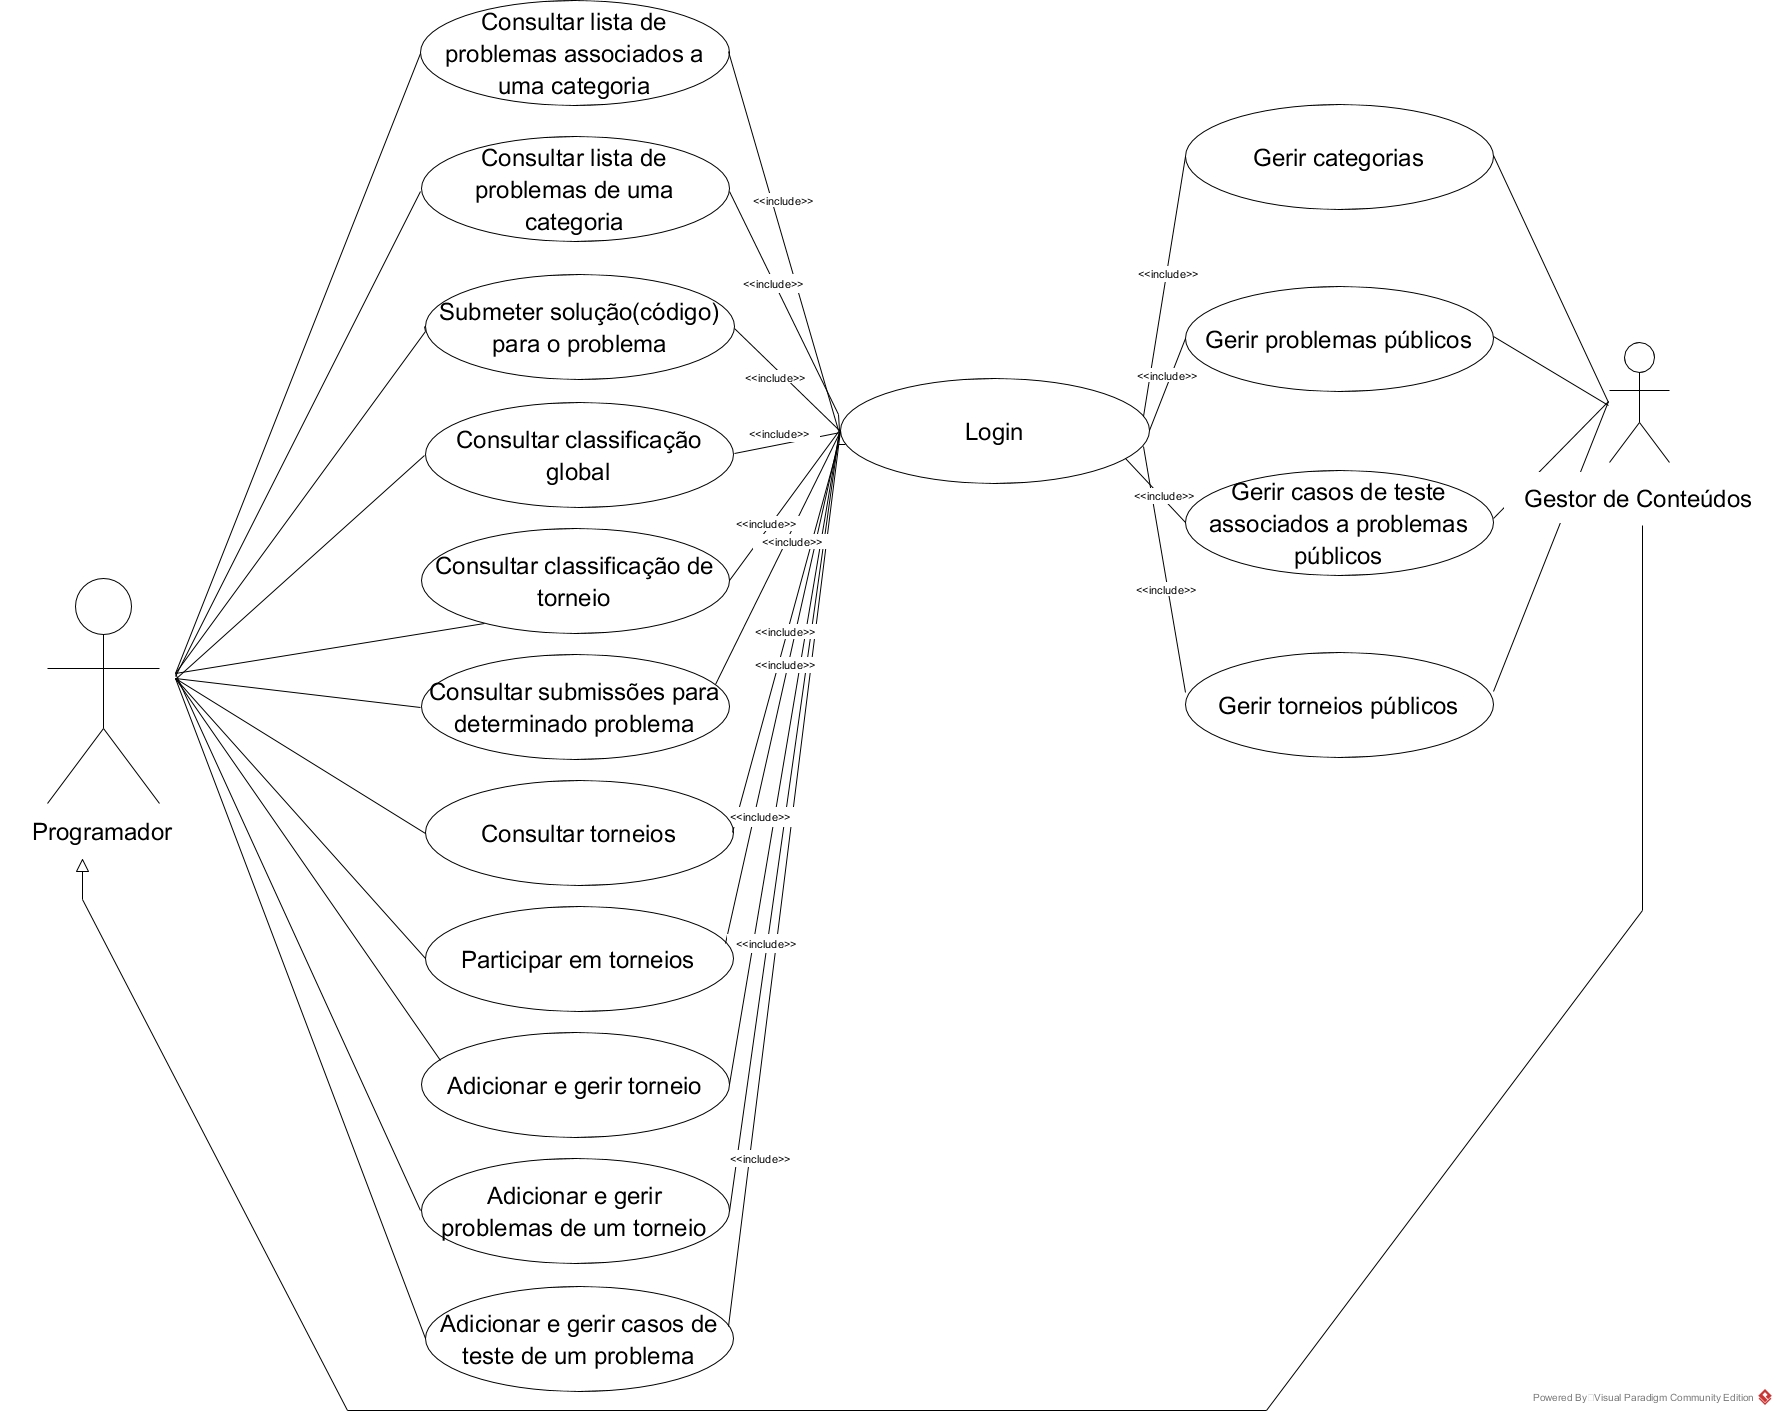 Consultar lista de
problemas associados a
uma categoria
Consultar lista de
problemas de uma
categoria
<<include>>
<<include>>
Submeter solução(código)
para o problema
<<include>>
Consultar classificação
global
<<include>>
Consultar classificação de
torneio
<<include>>
<<include>>
Consultar submissões para
determinado problema
<<include>>
<<include>>
Consultar torneios
<<include>>
Participar em torneios
<<include>>
Adicionar e gerir torneio
Adicionar e gerir
problemas de um torneio
<<include>>
Adicionar e gerir casos de
teste de um problema
Programador
Login
Gerir categorias
<<include>>
Gerir problemas públicos
<<include>>
Gerir casos de teste
associados a problemas
públicos
<<include>>
<<include>>
Gerir torneios públicos
Gestor de Conteúdos
Powered By□Visual Paradigm Community Edition